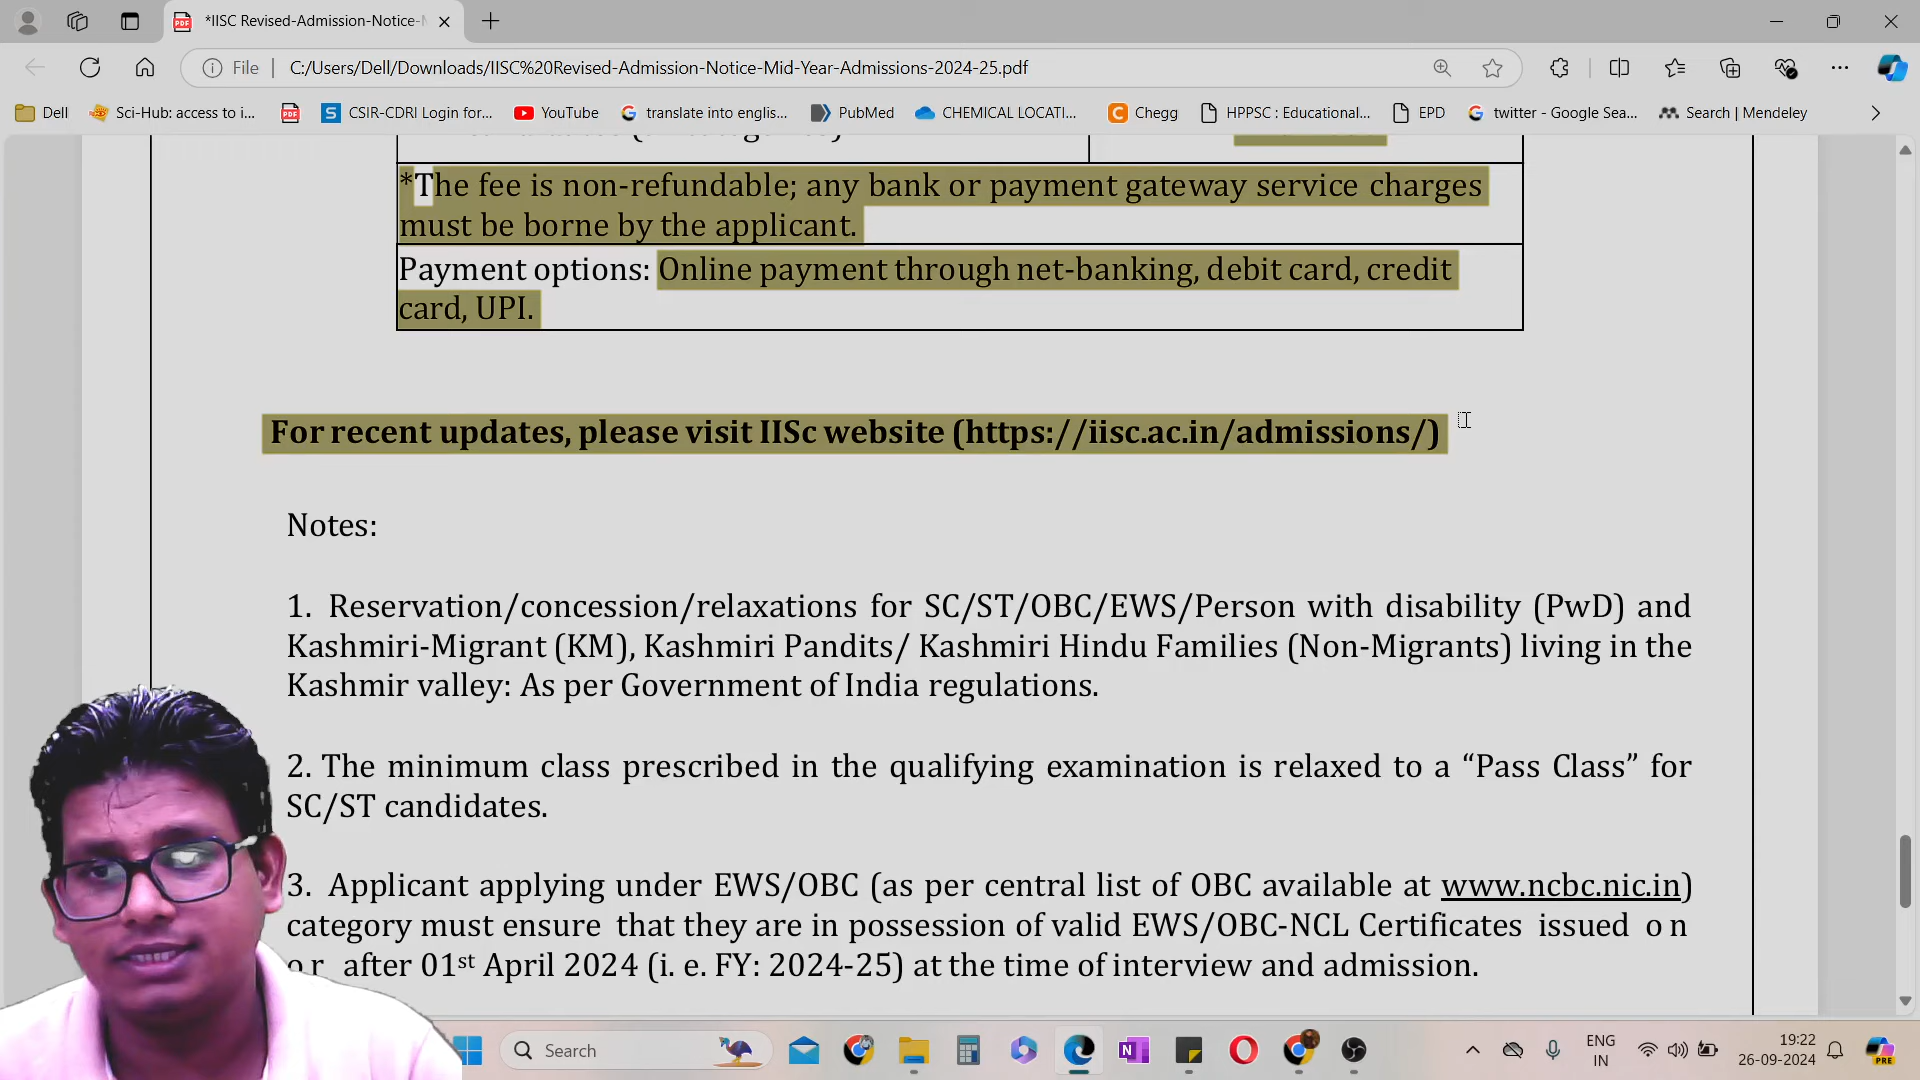 *IISC Revised-Admission-Notice-
File
C:/Users/Dell/Downloads/IISC%20Revised-Admission-Notice-Mid-Year-Admissions-2024-25.pdf
Dell
Sci-Hub: access to i...
CSIR-CDRI Login for...
YouTube
translate into englis...
PubMed
CHEMICAL LOCATI...
Chegg
HPPSC : Educational...
EPD
twitter - Google Sea...
Search | Mendeley
*The fee is non-refundable; any bank or payment gateway service charges
must be borne by the applicant.
Payment options: Online payment through net-banking, debit card, credit
card, UPI.
For recent updates, please visit IISc website (https://iisc.ac.in/admissions/)
Notes:
1. Reservation/concession/relaxations for SC/ST/OBC/EWS/Person with disability (PwD) and
Kashmiri-Migrant (KM), Kashmiri Pandits/ Kashmiri Hindu Families (Non-Migrants) living in the
Kashmir valley: As per Government of India regulations.
2. The minimum class prescribed in the qualifying examination is relaxed to a “Pass Class” for
SC/ST candidates.
3. Applicant applying under EWS/OBC (as per central list of OBC available at www.ncbc.nic.in)
category must ensure that they are in possession of valid EWS/OBC-NCL Certificates issued on
or after 01st April 2024 (i. e. FY: 2024-25) at the time of interview and admission.
Search
ENG
IN
19:22
26-09-2024